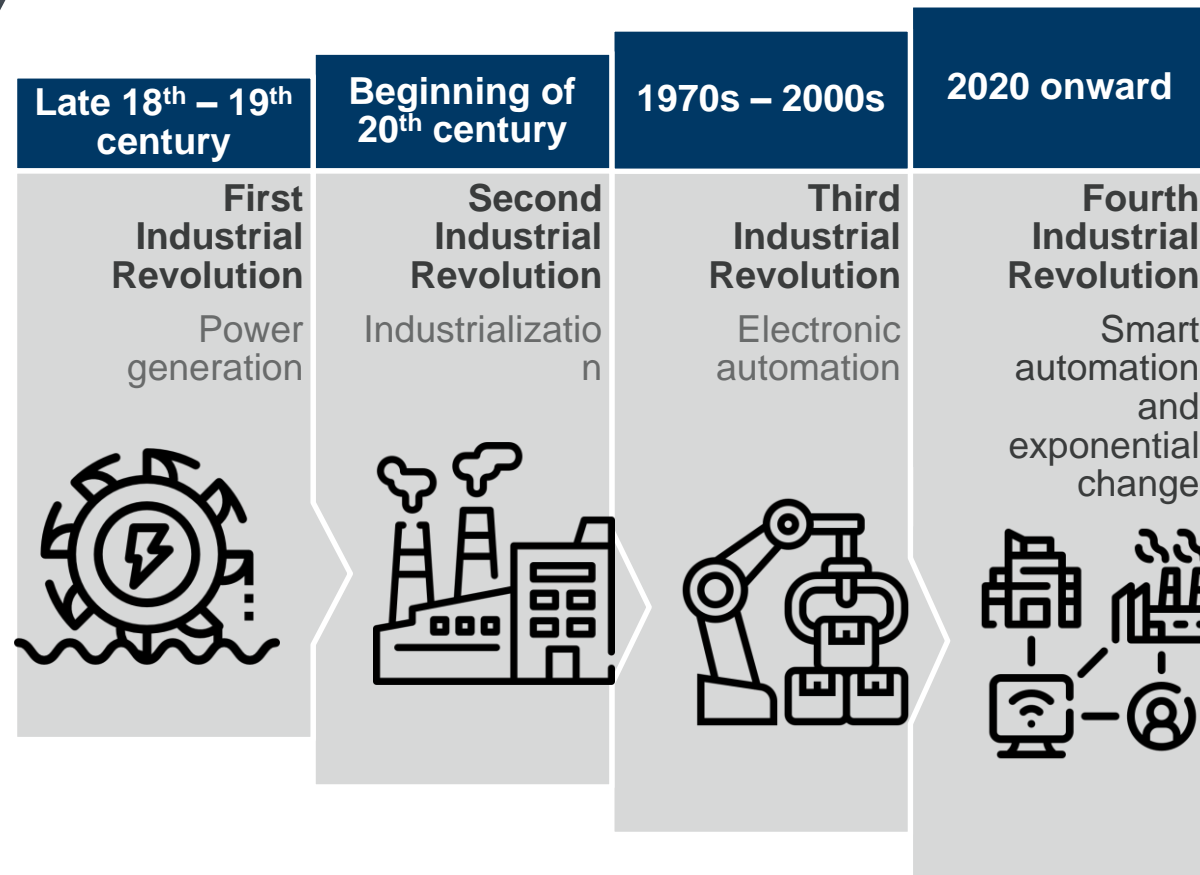 Late 18th – 19th
century
First
Industrial
Revolution
Power
generation
Beginning of
20th century
Second
Industrial
Revolution
Industrializatio
n
1970s – 2000s
Third
Industrial
Revolution
Electronic
automation
2020 onward
Fourth
Industrial
Revolution
Smart
automation
and
exponential
change